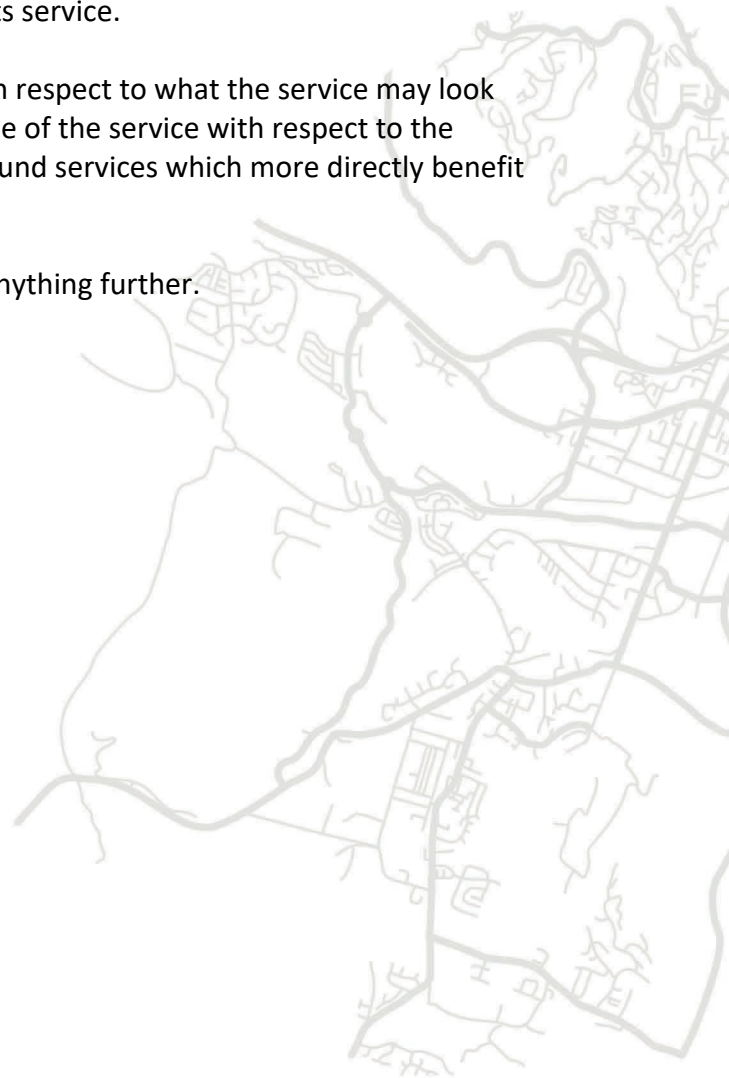 ts service.
n respect to what the service may look
e of the service with respect to the
und services which more directly benefit
nything further.